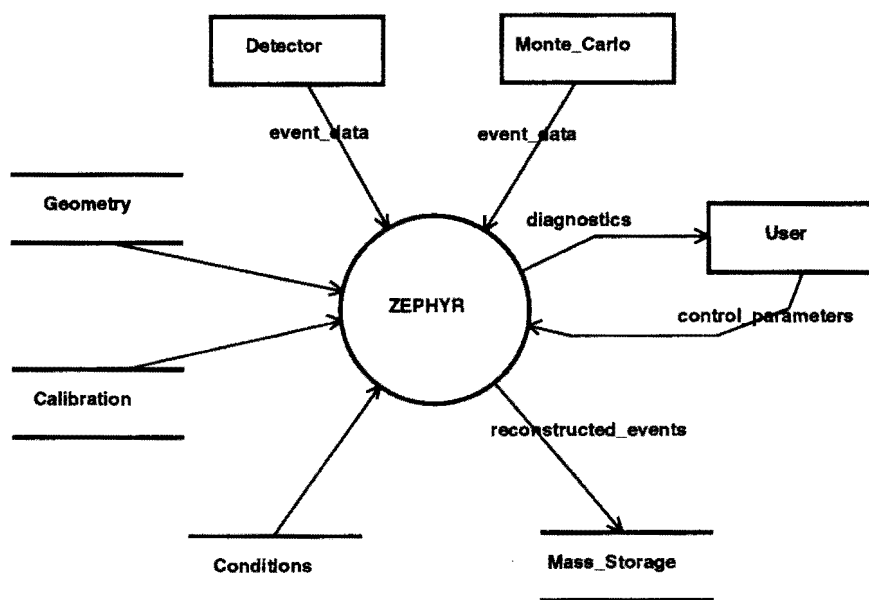 Detector
Monte_Carlo
event_data
event_data
Geometry
diagnostics
User
ZEPHYR
control_parameters
Calibration
reconstructed_events
Conditions
Mass_Storage